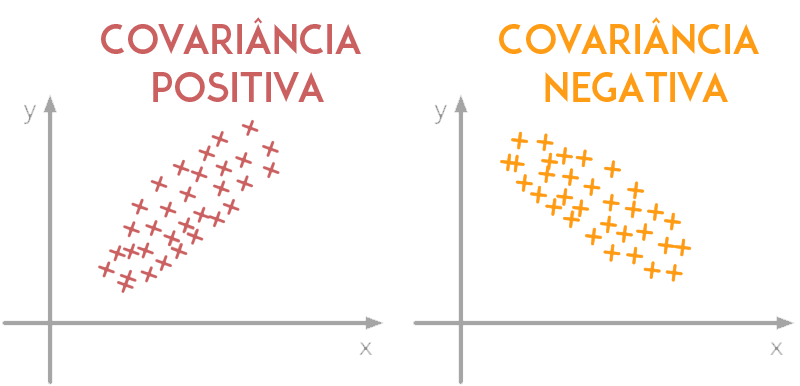 COVARIÂNCIA
POSITIVA
y
x
COVARIÂNCIA
NEGATIVA
y
x